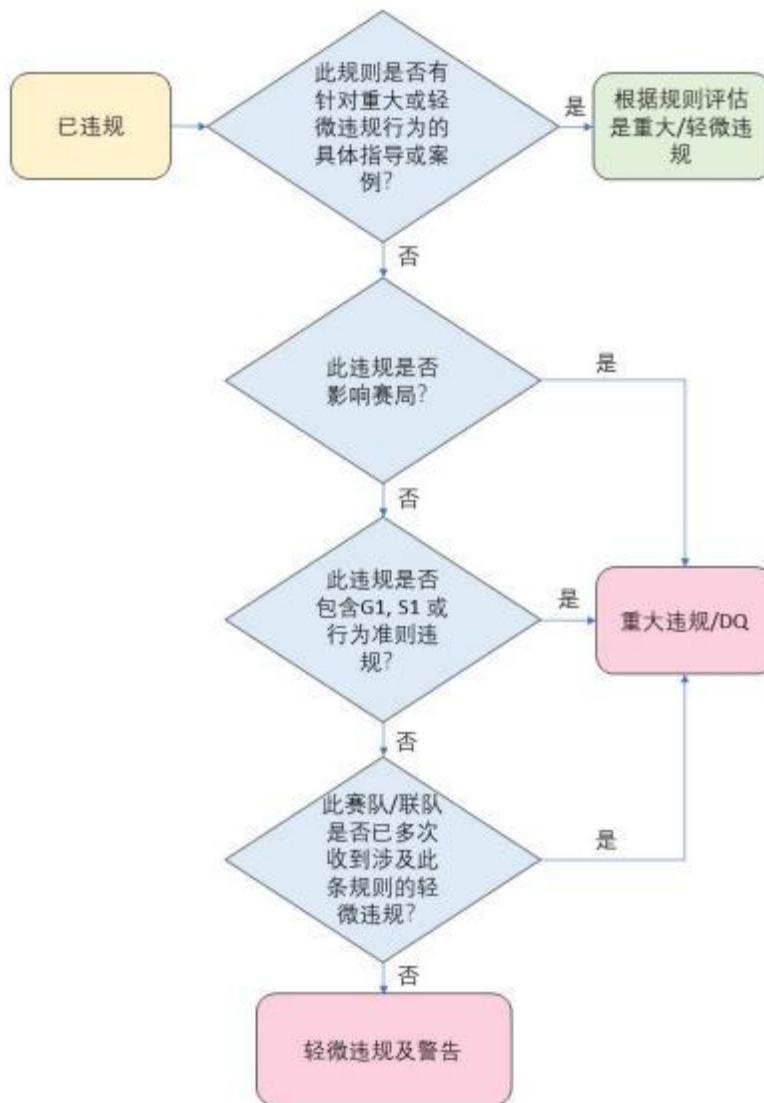 此规则是否有
针对重大或轻
微违规行为的
具体指导或案
例?
已违规
是
根据规则评估
是重大/轻微违
规
否
此违规是否
影响赛局?
是
否
此违规是否
包含G1, S1 或
行为准则违
规?
是
重大违规/DQ
否
此赛队/联队
是否已多次
收到涉及此
条规则的轻
微违规?
是
否
轻微违规及警告